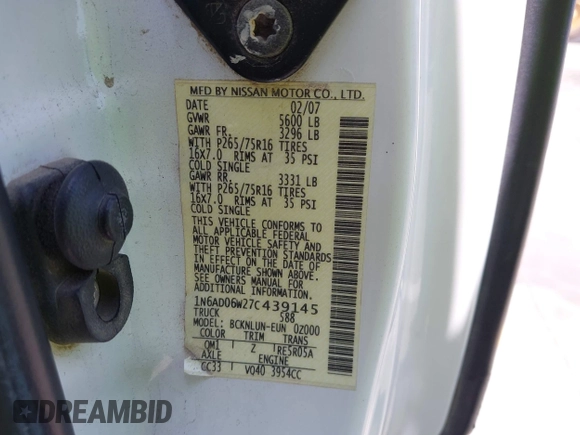 MFD BY NISSAN MOTOR CO., LTD.
DATE 02/07
GVWR 5600 LB
GAWR FR. 3296 LB
WITH P265/75R16 TIRES
16X7.0 RIMS AT 35 PSI
COLD SINGLE
GAWR RR. 3331 LB
WITH P265/75R16 TIRES
16X7.0 RIMS AT 35 PSI
COLD SINGLE
THIS VEHICLE CONFORMS TO
ALL APPLICABLE FEDERAL
MOTOR VEHICLE SAFETY AND
THEFT PREVENTION STANDARDS
IN EFFECT ON THE DATE OF
MANUFACTURE SHOWN ABOVE.
SEE OWNERS MANUAL FOR
ADDITIONAL INFORMATION.
1N6AD06W27C439145
TRUCK 588
MODEL: BCKNLUN-EUN 02000
COLOR TRIM TRANS
QM1 Z RE5R05A
AXLE ENGINE
CC33 VQ40 3954CC
DREAMBID